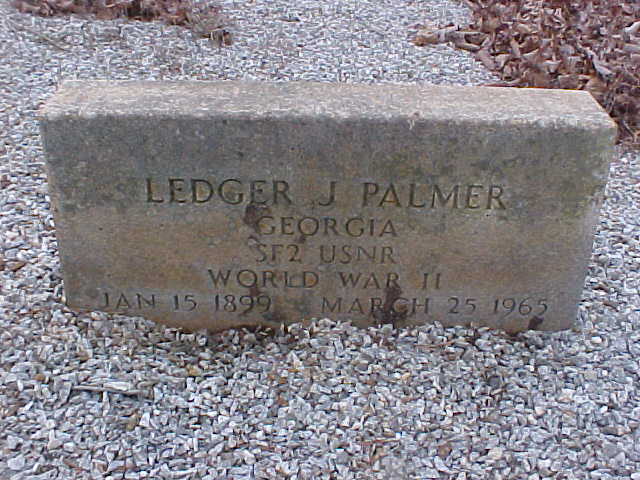 LEDGER J PALMER
GEORGIA
SF2 USNR
WORLD WAR II
JAN 15 1899 MARCH 25 1965